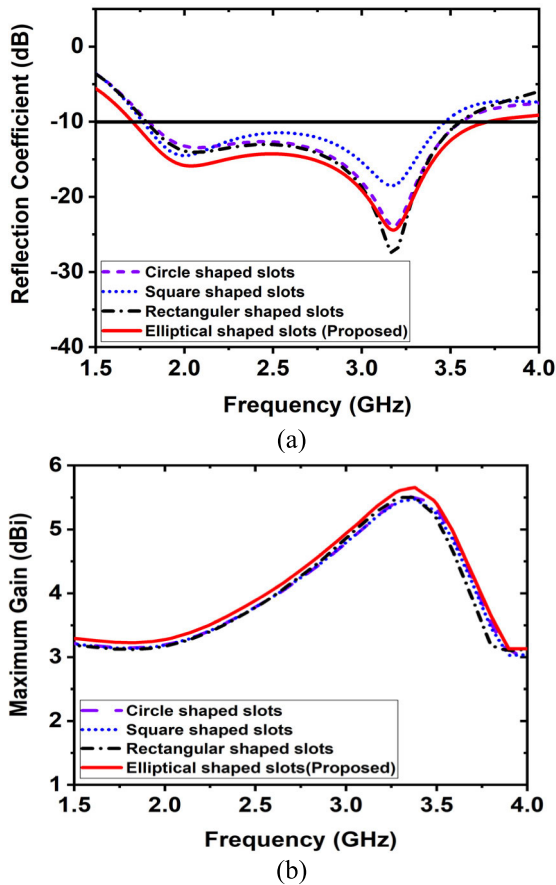 0
-10
-20
-30
-40
Reflection Coefficient (dB)
Circle shaped slots
Square shaped slots
Rectanguler shaped slots
Elliptical shaped slots (Proposed)
1.5 2.0 2.5 3.0 3.5 4.0
Frequency (GHz)
(a)
6
5
4
3
2
1
Maximum Gain (dBi)
Circle shaped slots
Square shaped slots
Rectangular shaped slots
Elliptical shaped slots(Proposed)
1.5 2.0 2.5 3.0 3.5 4.0
Frequency (GHz)
(b)